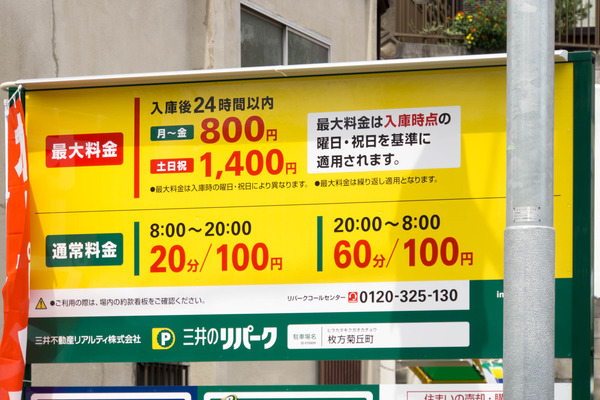 入庫後24時間以内
最大料金
月~金 800円
土日祝 1,400円
最大料金は入庫時点の
曜日・祝日を基準に
適用されます。
●最大料金は入庫時の曜日・祝日により異なります。 ●最大料金は繰り返し適用となります。
通常料金
8:00~20:00
20分/100円
20:00~8:00
60分/100円
●ご利用の際は、場内の約款看板をご確認ください。
リパークコールセンター 0120-325-130
三井不動産リアルティ株式会社
P 三井のリパーク
駐車場名
ヒラカタキクガオカチョウ
枚方菊丘町
in
住まいの売却・購